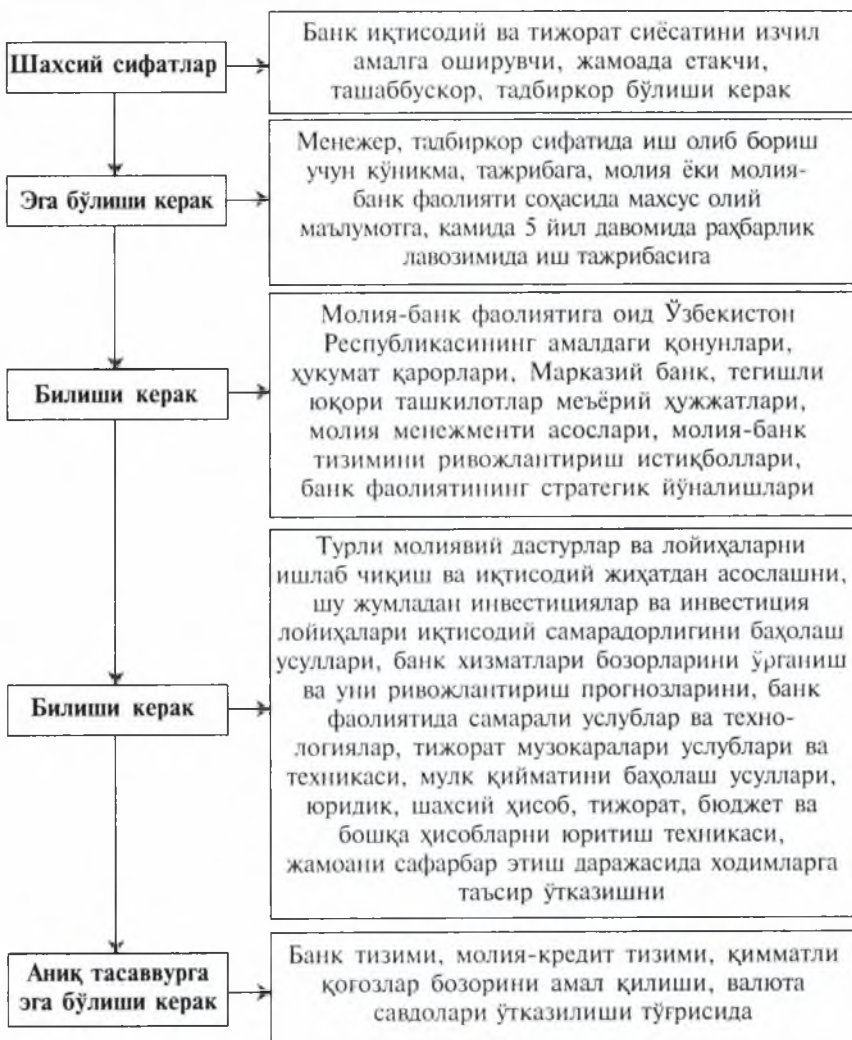 Шахсий сифатлар
Банк иқтисодий ва тижорат сиёсатини изчил
амалга оширувчи, жамоада етакчи,
ташаббускор, тадбиркор бўлиши керак
Эга бўлиши керак
Менежер, тадбиркор сифатида иш олиб бориш
учун кўникма, тажрибага, молия ёки молия-
банк фаолияти соҳасида махсус олий
маълумотга, камида 5 йил давомида раҳбарлик
лавозимида иш тажрибасига
Билиши керак
Молия-банк фаолиятига оид Ўзбекистон
Республикасининг амалдаги қонунлари,
ҳукумат қарорлари, Марказий банк, тегишли
юқори ташкилотлар меъёрий ҳужжатлари,
молия менежменти асослари, молия-банк
тизимини ривожлантириш истиқболлари,
банк фаолиятининг стратегик йўналишлари
Билиши керак
Турли молиявий дастурлар ва лойиҳаларни
ишлаб чиқиш ва иқтисодий жиҳатдан асослашни,
шу жумладан инвестициялар ва инвестиция
лойиҳалари иқтисодий самарадорлигини баҳолаш
усуллари, банк хизматлари бозорларини ўрганиш
ва уни ривожлантириш прогнозларини, банк
фаолиятида самарали услублар ва техно-
логиялар, тижорат музокаралари услублари ва
техникаси, мулк қийматини баҳолаш усуллари,
юридик, шахсий ҳисоб, тижорат, бюджет ва
бошқа ҳисобларни юритиш техникаси,
жамоани сафарбар этиш даражасида ходимларга
таъсир ўтказишни
Аниқ тасаввурга
эга бўлиши керак
Банк тизими, молия-кредит тизими, қимматли
қоғозлар бозорини амал қилиши, валюта
савдолари ўтказилиши тўғрисида